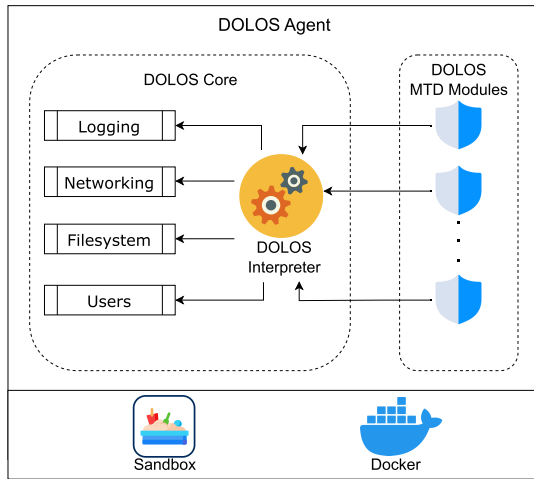 DOLOS Agent
DOLOS Core
DOLOS
MTD Modules
Logging
Networking
Filesystem
Users
DOLOS
Interpreter
Sandbox
Docker